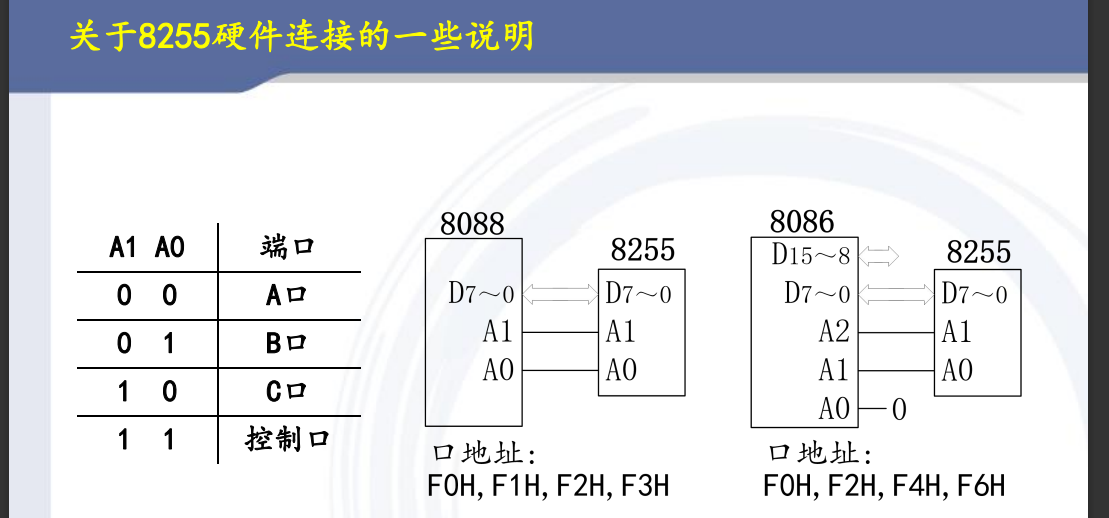 关于8255硬件连接的一些说明
A1 A0 端口
0 0 A口
0 1 B口
1 0 C口
1 1 控制口
8088
8255
D7~0 D7~0
A1 A1
A0 A0
口地址:
F0H, F1H, F2H, F3H
8086
D15~8
8255
D7~0 D7~0
A2 A1
A1 A0
A0 0
口地址:
F0H, F2H, F4H, F6H